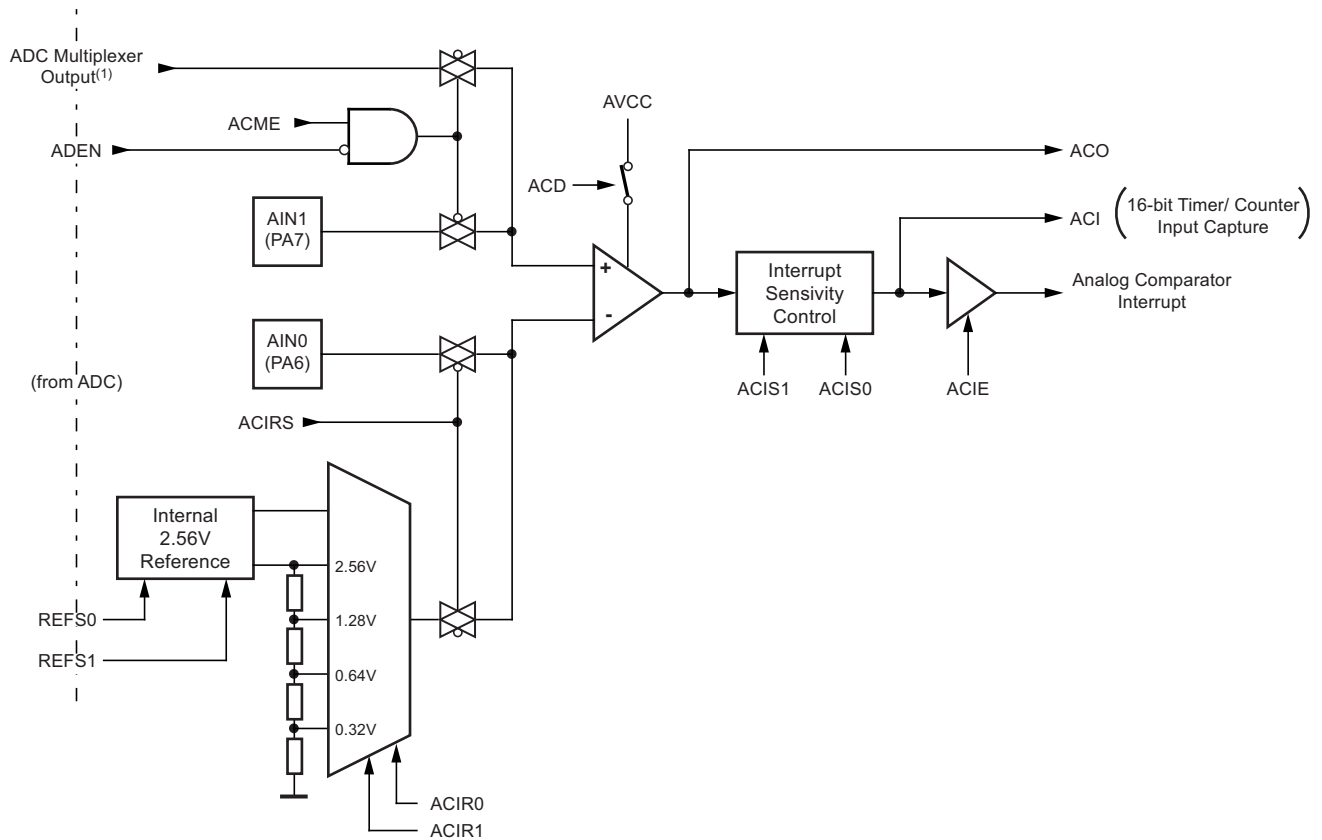 ADC Multiplexer
Output(1)
ACME
ADEN
AVCC
ACD
ACO
AIN1
(PA7)
ACI
(16-bit Timer/ Counter
Input Capture)
+
-
Interrupt
Sensivity
Control
Analog Comparator
Interrupt
AIN0
(PA6)
(from ADC)
ACIS1
ACIS0
ACIE
ACIRS
Internal
2.56V
Reference
2.56V
1.28V
0.64V
0.32V
REFS0
REFS1
ACIR0
ACIR1